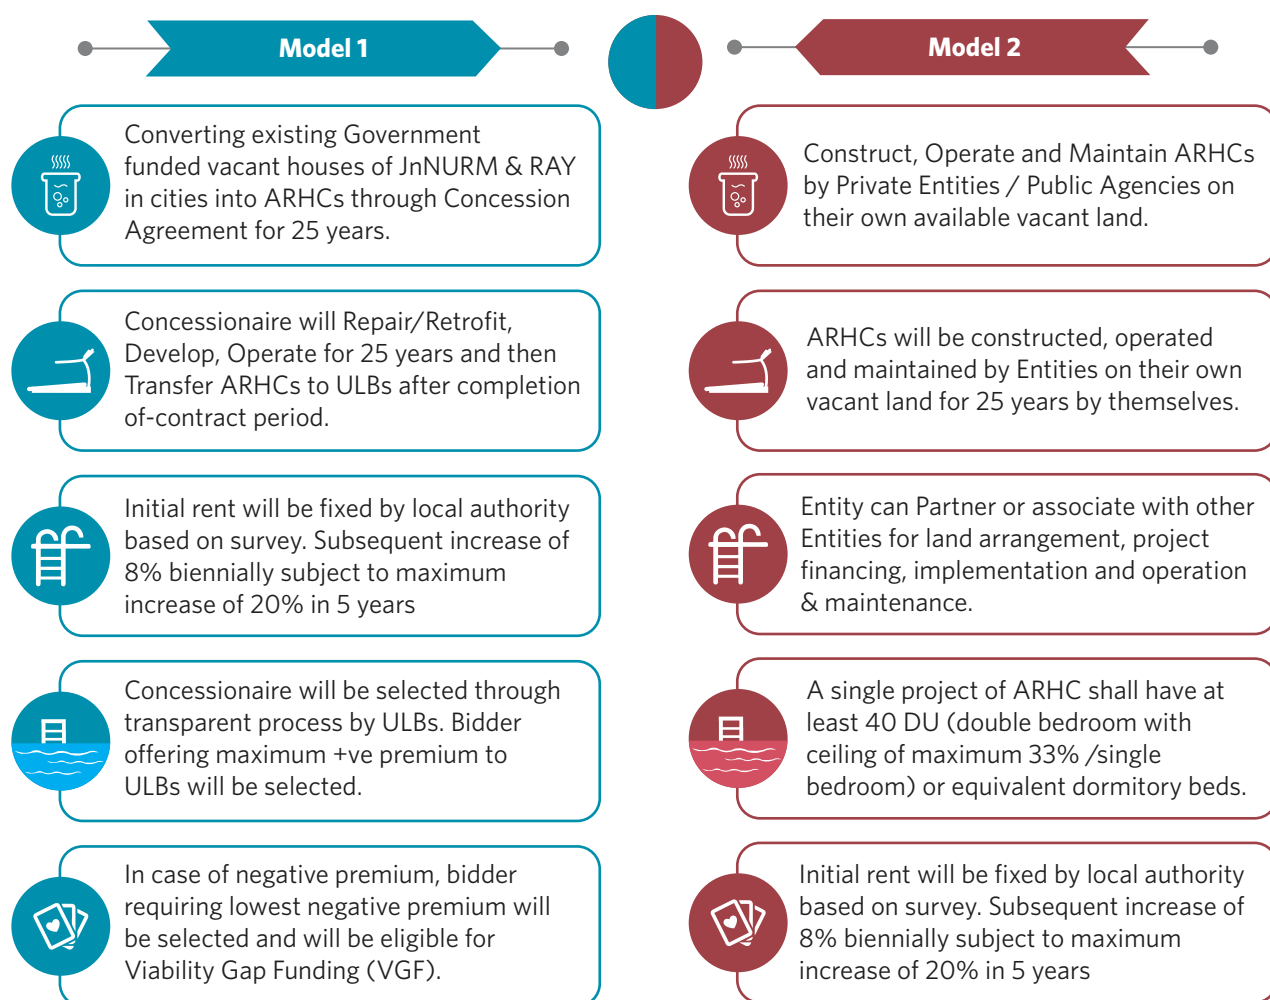 Model 1
Converting existing Government
funded vacant houses of JnNURM & RAY
in cities into ARHCs through Concession
Agreement for 25 years.
Concessionaire will Repair/Retrofit,
Develop, Operate for 25 years and then
Transfer ARHCs to ULBs after completion
of-contract period.
Initial rent will be fixed by local authority
based on survey. Subsequent increase of
8% biennially subject to maximum
increase of 20% in 5 years
Concessionaire will be selected through
transparent process by ULBs. Bidder
offering maximum +ve premium to
ULBs will be selected.
In case of negative premium, bidder
requiring lowest negative premium will
be selected and will be eligible for
Viability Gap Funding (VGF).
Model 2
Construct, Operate and Maintain ARHCs
by Private Entities / Public Agencies on
their own available vacant land.
ARHCs will be constructed, operated
and maintained by Entities on their own
vacant land for 25 years by themselves.
Entity can Partner or associate with other
Entities for land arrangement, project
financing, implementation and operation
& maintenance.
A single project of ARHC shall have at
least 40 DU (double bedroom with
ceiling of maximum 33% /single
bedroom) or equivalent dormitory beds.
Initial rent will be fixed by local authority
based on survey. Subsequent increase of
8% biennially subject to maximum
increase of 20% in 5 years